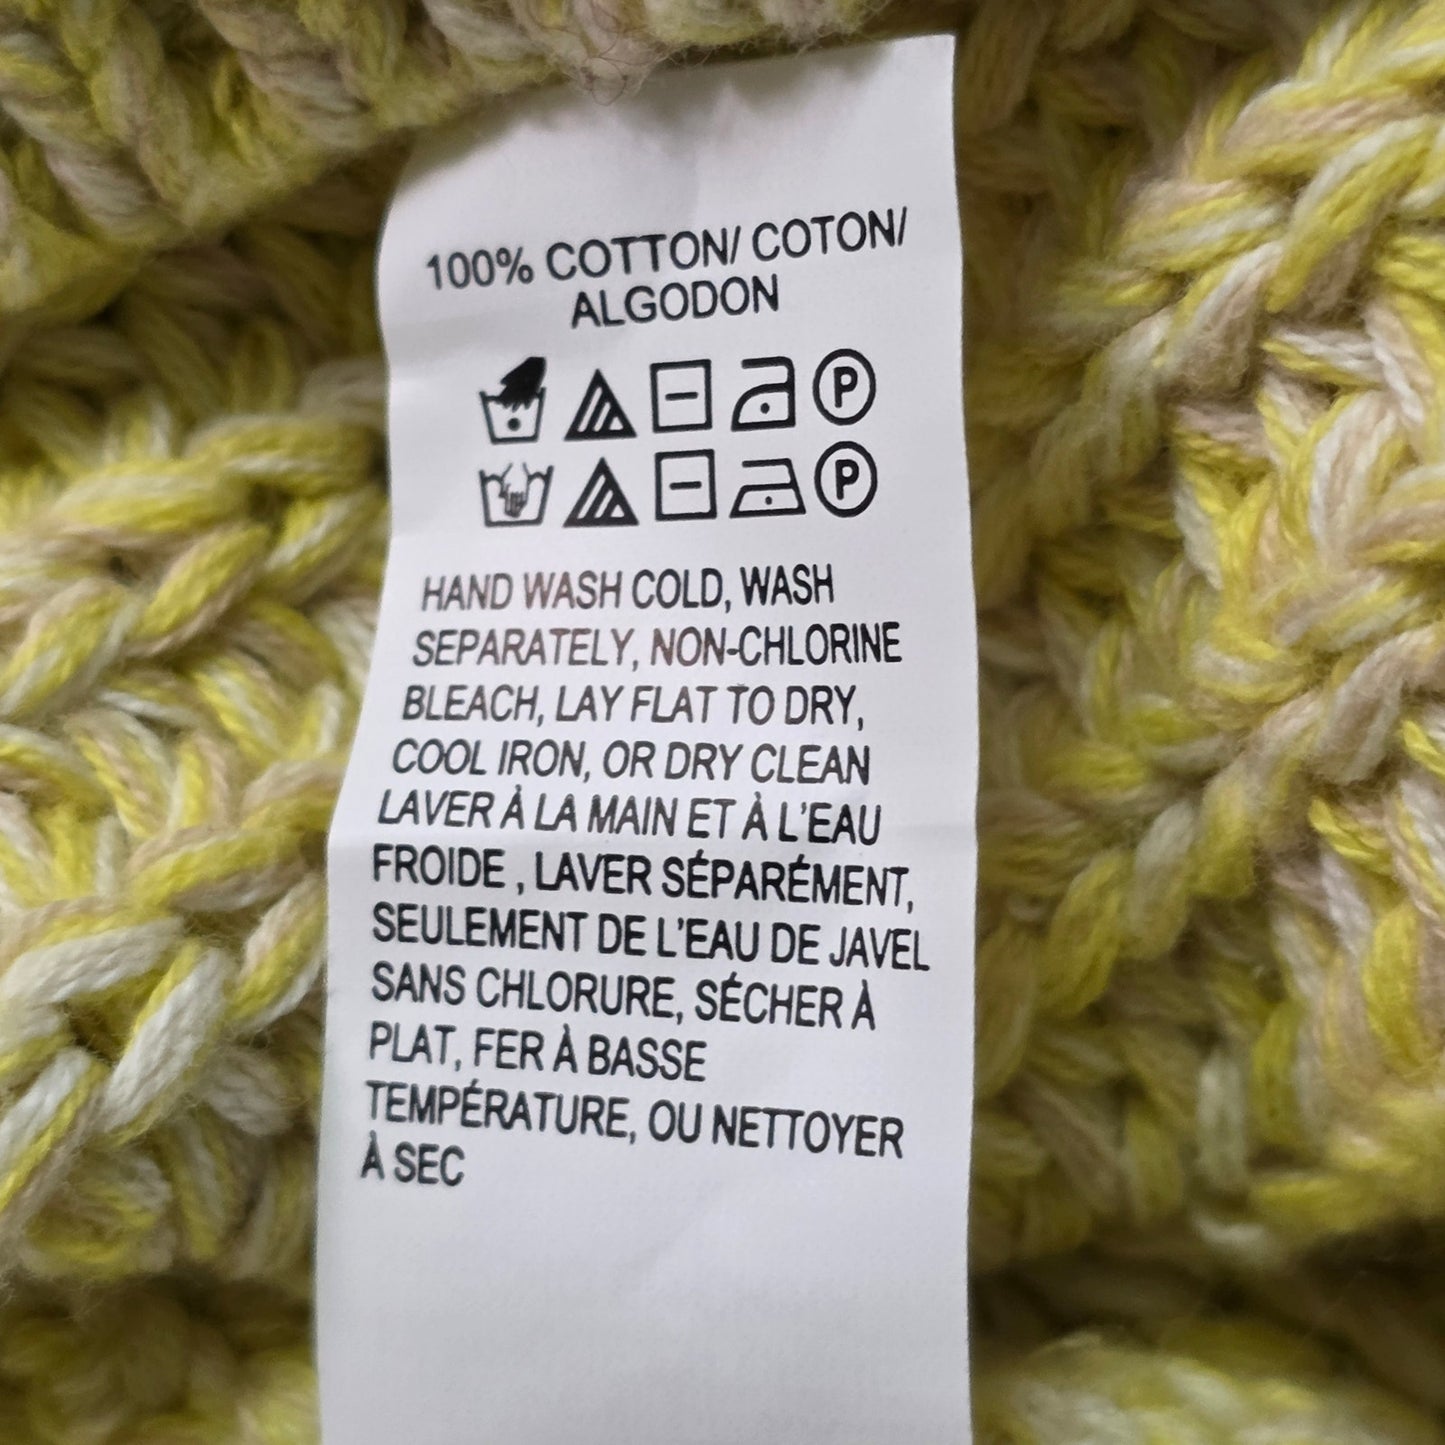 100% COTTON/ COTON/
ALGODON
P
P
HAND WASH COLD, WASH
SEPARATELY, NON-CHLORINE
BLEACH, LAY FLAT TO DRY,
COOL IRON, OR DRY CLEAN
LAVER À LA MAIN ET À L'EAU
FROIDE , LAVER SÉPARÉMENT,
SEULEMENT DE L'EAU DE JAVEL
SANS CHLORURE, SÉCHER À
PLAT, FER À BASSE
TEMPÉRATURE, OU NETTOYER
À SEC